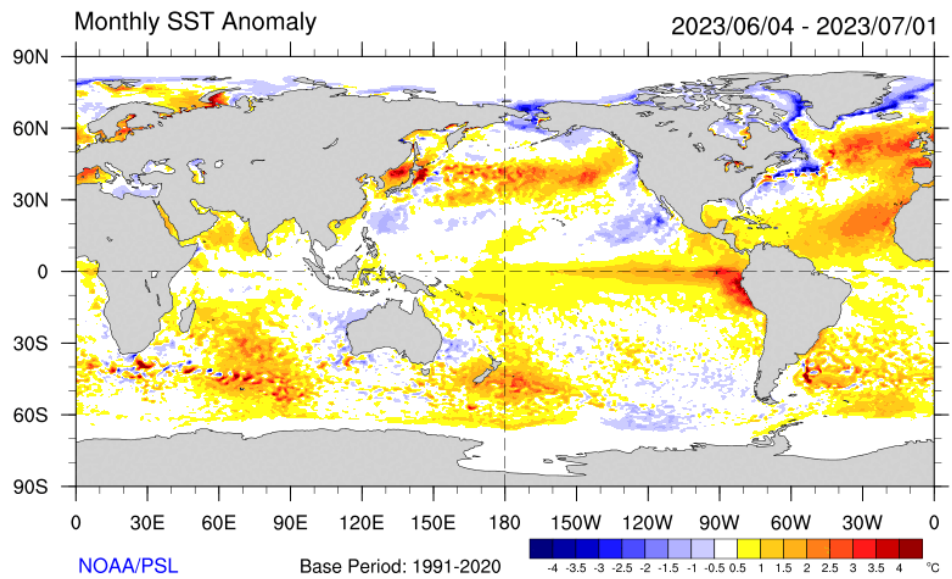 Monthly SST Anomaly 2023/06/04 - 2023/07/01
90N
60N
30N
0
30S
60S
90S
0 30E 60E 90E 120E 150E 180 150W 120W 90W 60W 30W 0
NOAA/PSL Base Period: 1991-2020
-4 -3.5 -3 -2.5 -2 -1.5 -1 -0.5 0.5 1 1.5 2 2.5 3 3.5 4 °C